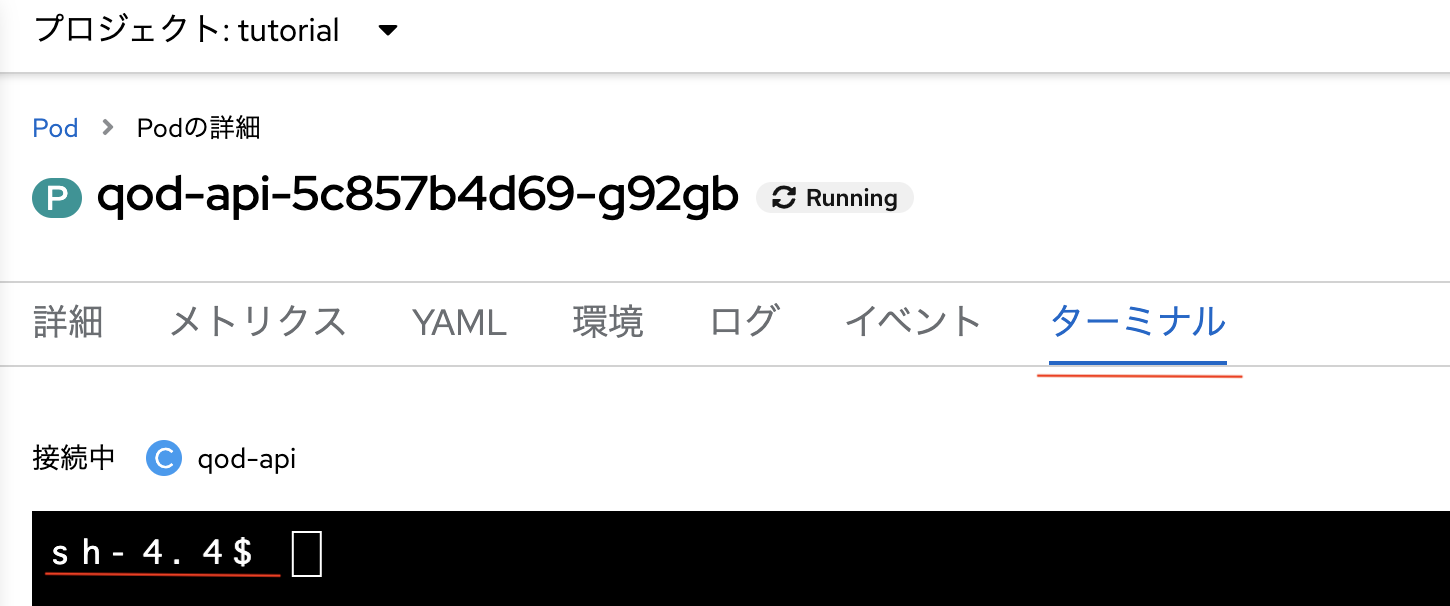 プロジェクト: tutorial
Pod > Podの詳細
P qod-api-5c857b4d69-g92gb Running
詳細 メトリクス YAML 環境 ログ イベント ターミナル
接続中 C qod-api
sh-4.4$